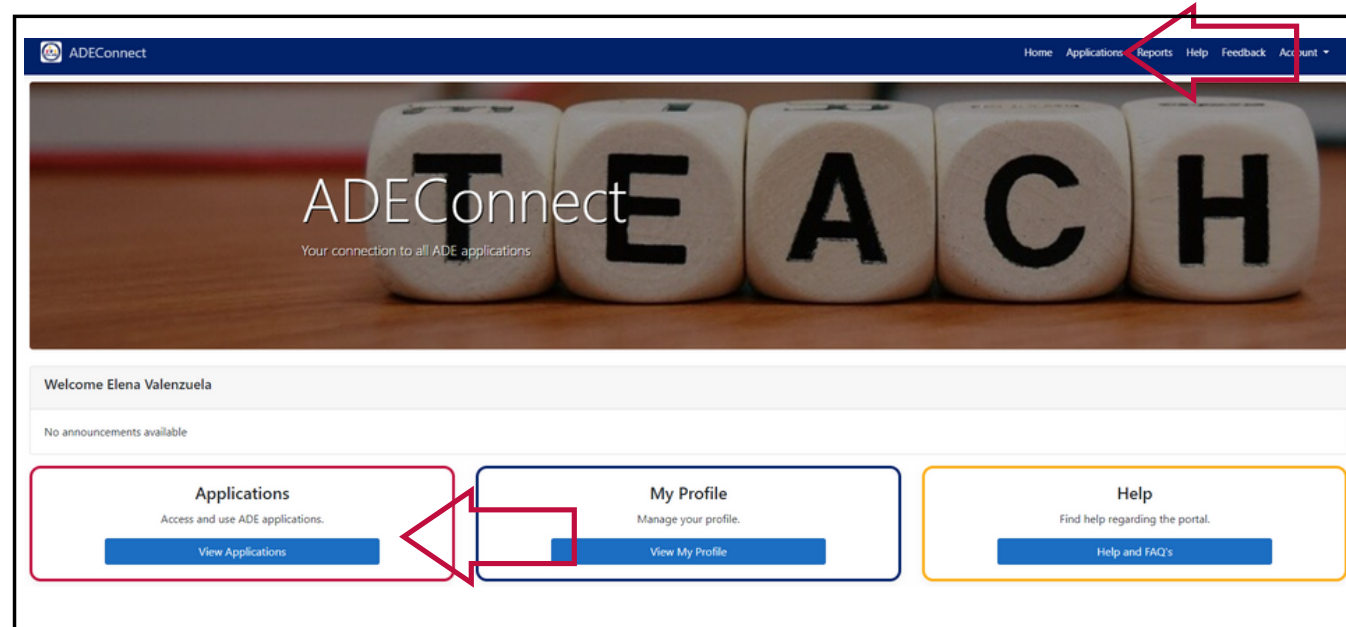 ADEConnect
Home Applications Reports Help Feedback Account
TEACH
ADEConnect
Your connection to all ADE applications
Welcome Elena Valenzuela
No announcements available
Applications
Access and use ADE applications.
View Applications
My Profile
Manage your profile.
View My Profile
Help
Find help regarding the portal.
Help and FAQ's